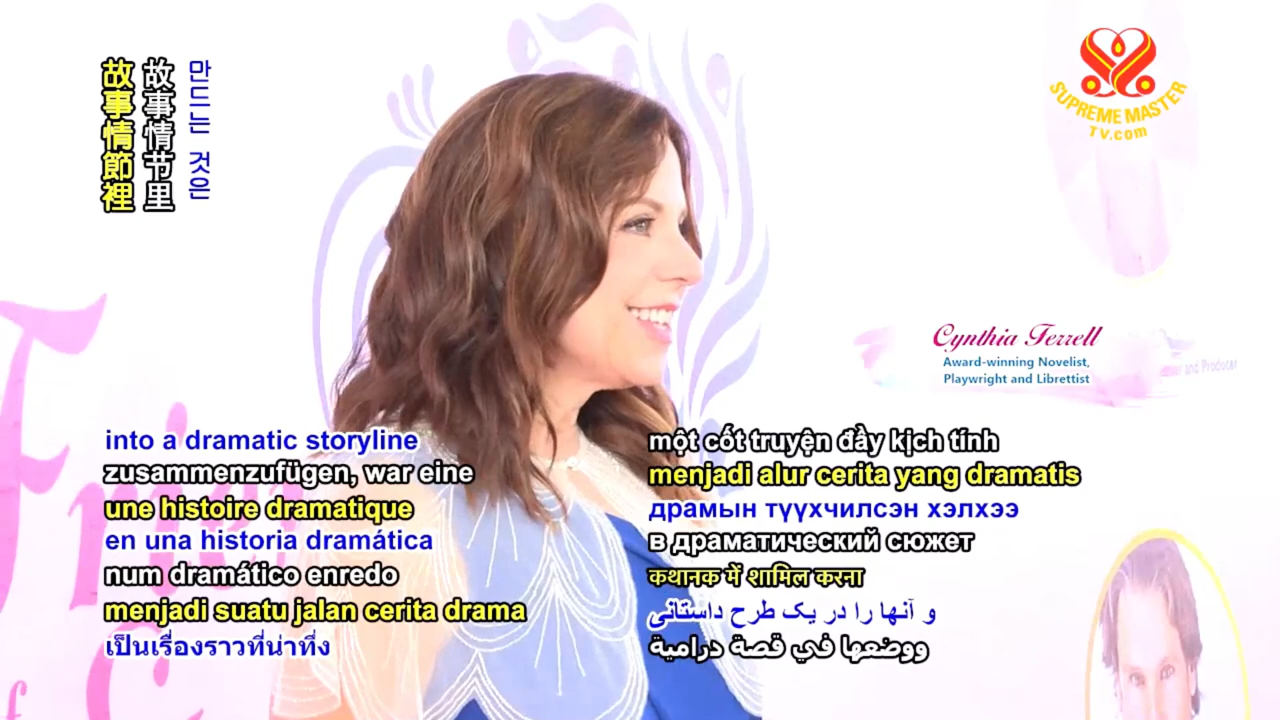 故事情節裡
故事情节里
만드는 것은
SUPREME MASTER
TV.com
Cynthia Ferrell
Award-winning Novelist,
Playwright and Librettist
and Producer
into a dramatic storyline
zusammenzufügen, war eine
une histoire dramatique
en una historia dramática
num dramático enredo
menjadi suatu jalan cerita drama
เป็นเรื่องราวที่น่าทึ่ง
một cốt truyện đầy kịch tính
menjadi alur cerita yang dramatis
драмын түүхчилсэн хэлхээ
в драматический сюжет
कथानक में शामिल करना
و آنها را در یک طرح داستانی
ووضعها في قصة درامية